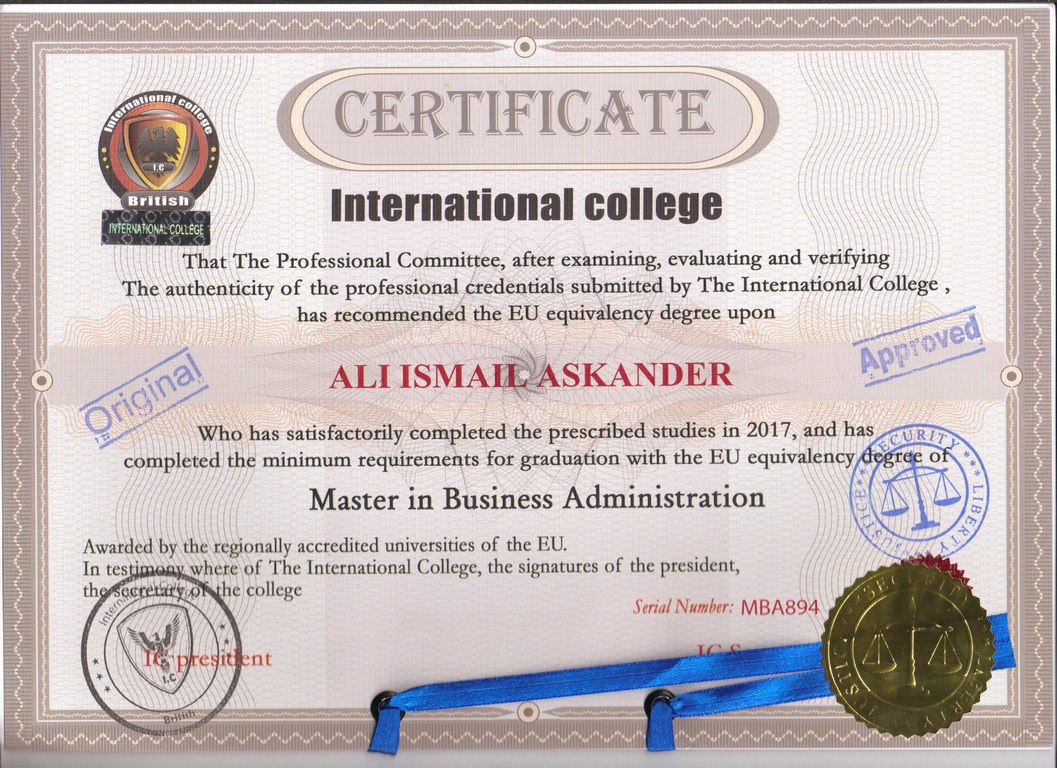 CERTIFICATE
International college
I.C
British
INTERNATIONAL COLLEGE
International college
That The Professional Committee, after examining, evaluating and verifying
The authenticity of the professional credentials submitted by The International College ,
has recommended the EU equivalency degree upon
Original
Approved
ALI ISMAIL ASKANDER
Who has satisfactorily completed the prescribed studies in 2017, and has
completed the minimum requirements for graduation with the EU equivalency degree of
SECURITY
LIBERTY
JUSTICE
Master in Business Administration
Awarded by the regionally accredited universities of the EU.
In testimony where of The International College, the signatures of the president,
the secretary of the college
Serial Number: MBA894
International College
IC president
I.C
British
IC S
SECURITY